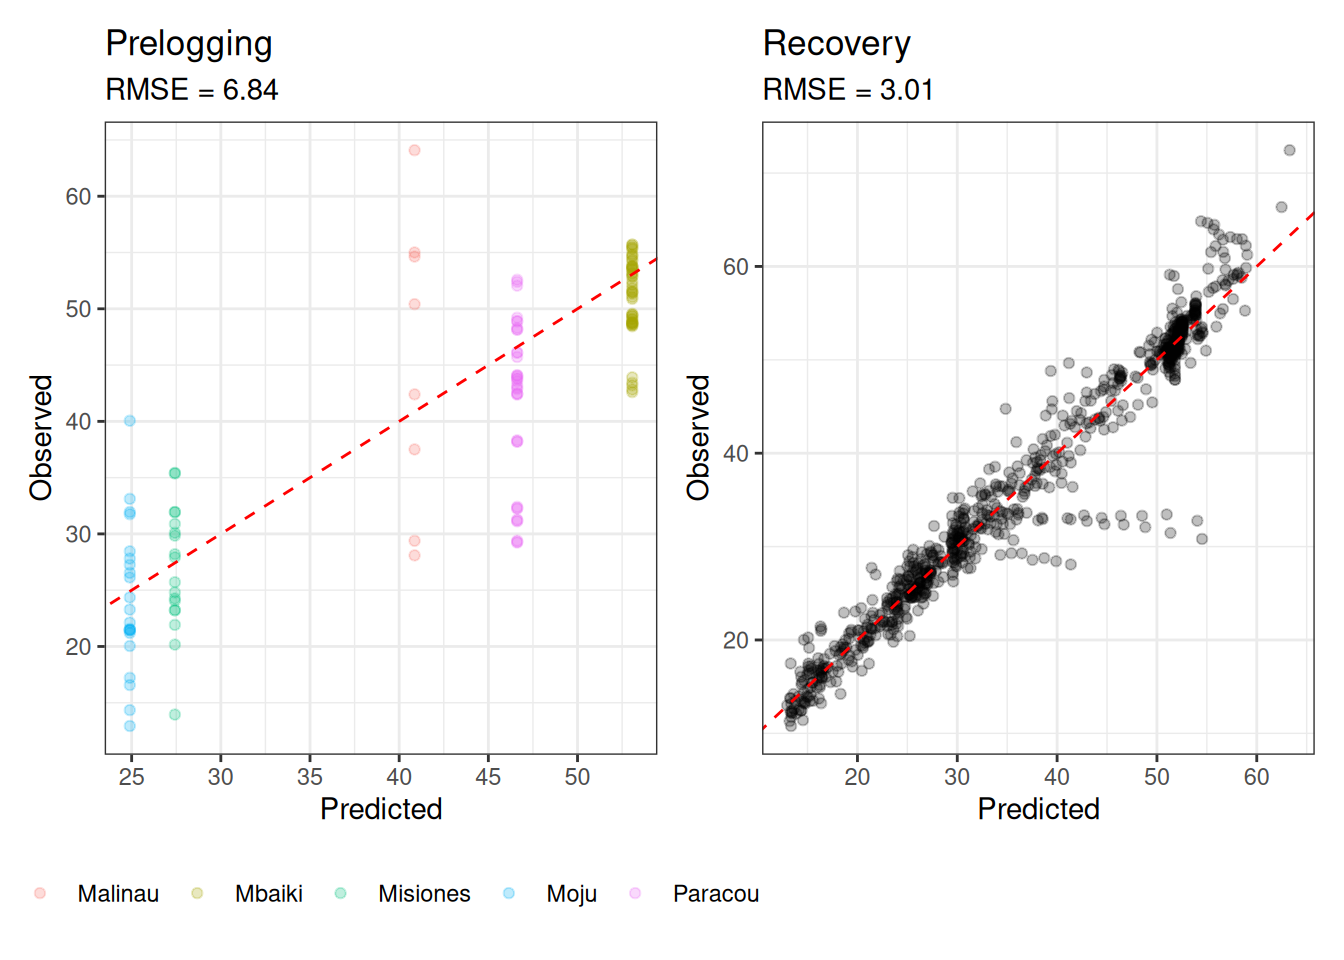 Prelogging
RMSE = 6.84
60
50
40
30
20
25 30 35 40 45 50
Observed
Predicted
Recovery
RMSE = 3.01
60
40
20
20 30 40 50 60
Observed
Predicted
Malinau Mbaiki Misiones Moju Paracou